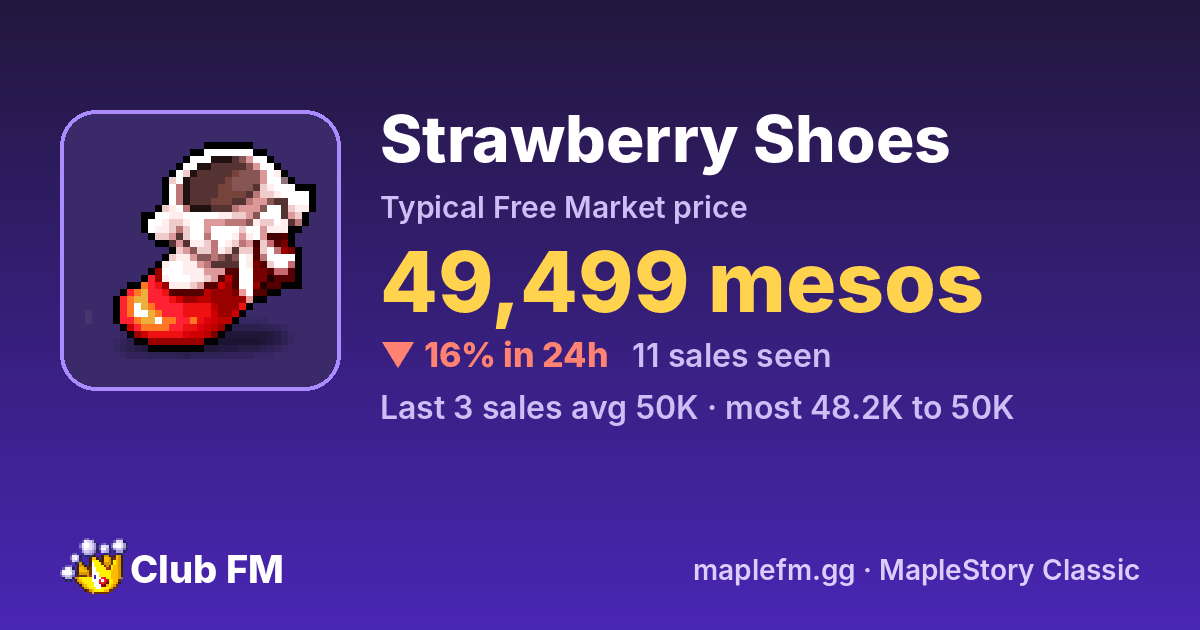 Strawberry Shoes
Typical Free Market price
49,499 mesos
▼ 16% in 24h 11 sales seen
Last 3 sales avg 50K · most 48.2K to 50K
Club FM
maplefm.gg · MapleStory Classic